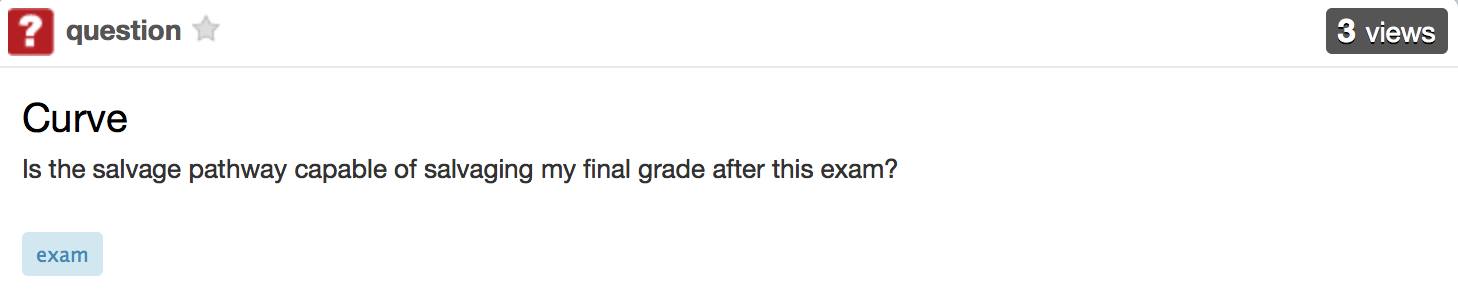 ? question
3 views
Curve
Is the salvage pathway capable of salvaging my final grade after this exam?
exam